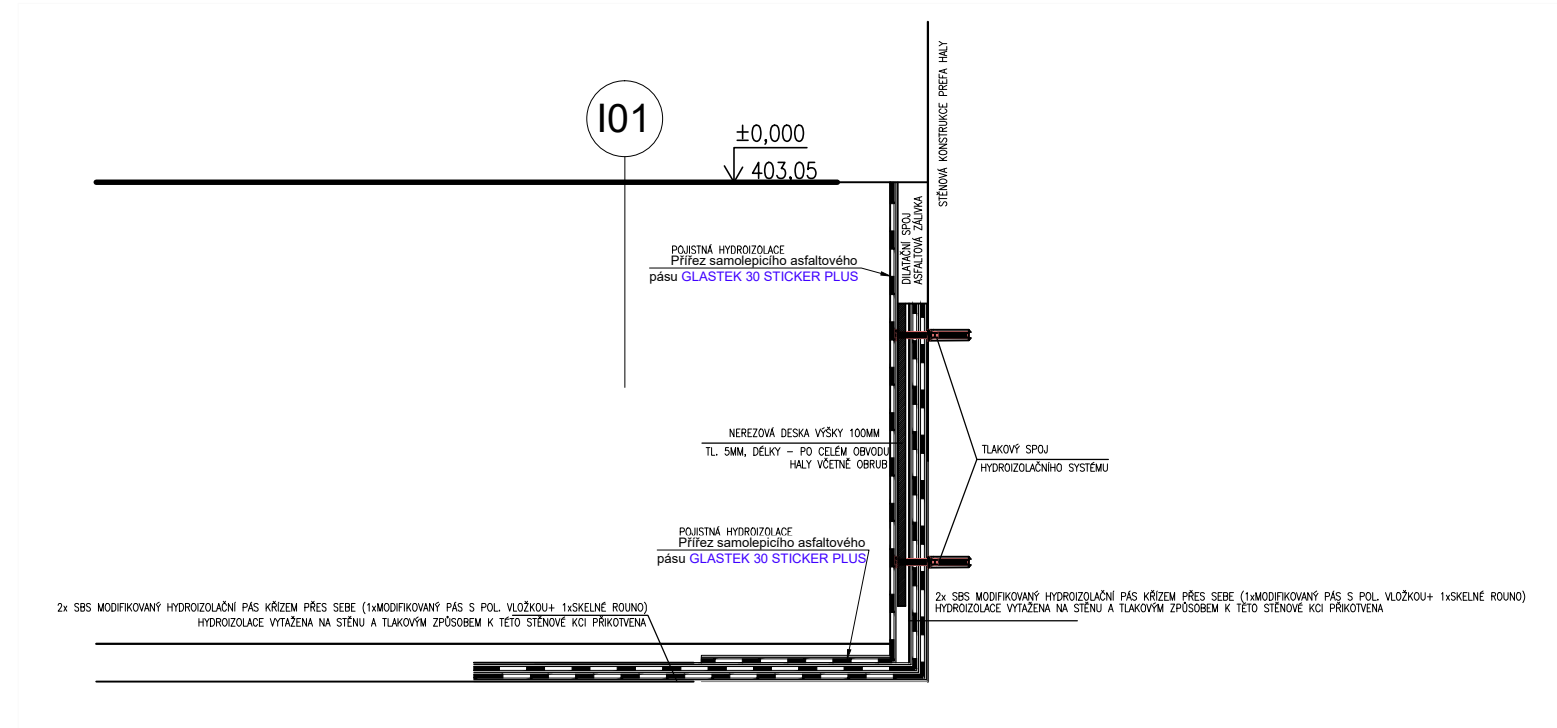 I01
±0,000
403,05
STĚNOVÁ KONSTRUKCE PREFA HALY
DILATAČNÍ SPOJ
ASFALTOVÁ ZÁLIVKA
POJISTNÁ HYDROIZOLACE
Přířez samolepicího asfaltového
pásu GLASTEK 30 STICKER PLUS
NEREZOVÁ DESKA VÝŠKY 100MM
TL. 5MM, DÉLKY – PO CELÉM OBVODU
HALY VČETNĚ OBRUB
TLAKOVÝ SPOJ
HYDROIZOLAČNÍHO SYSTÉMU
POJISTNÁ HYDROIZOLACE
Přířez samolepicího asfaltového
pásu GLASTEK 30 STICKER PLUS
2x SBS MODIFIKOVANÝ HYDROIZOLAČNÍ PÁS KŘÍZEM PŘES SEBE (1xMODIFIKOVANÝ PÁS S POL. VLOŽKOU+ 1xSKELNÉ ROUNO)
HYDROIZOLACE VYTAŽENA NA STĚNU A TLAKOVÝM ZPŮSOBEM K TÉTO STĚNOVÉ KCI PŘIKOTVENA
2x SBS MODIFIKOVANÝ HYDROIZOLAČNÍ PÁS KŘÍZEM PŘES SEBE (1xMODIFIKOVANÝ PÁS S POL. VLOŽKOU+ 1xSKELNÉ ROUNO)
HYDROIZOLACE VYTAŽENA NA STĚNU A TLAKOVÝM ZPŮSOBEM K TÉTO STĚNOVÉ KCI PŘIKOTVENA